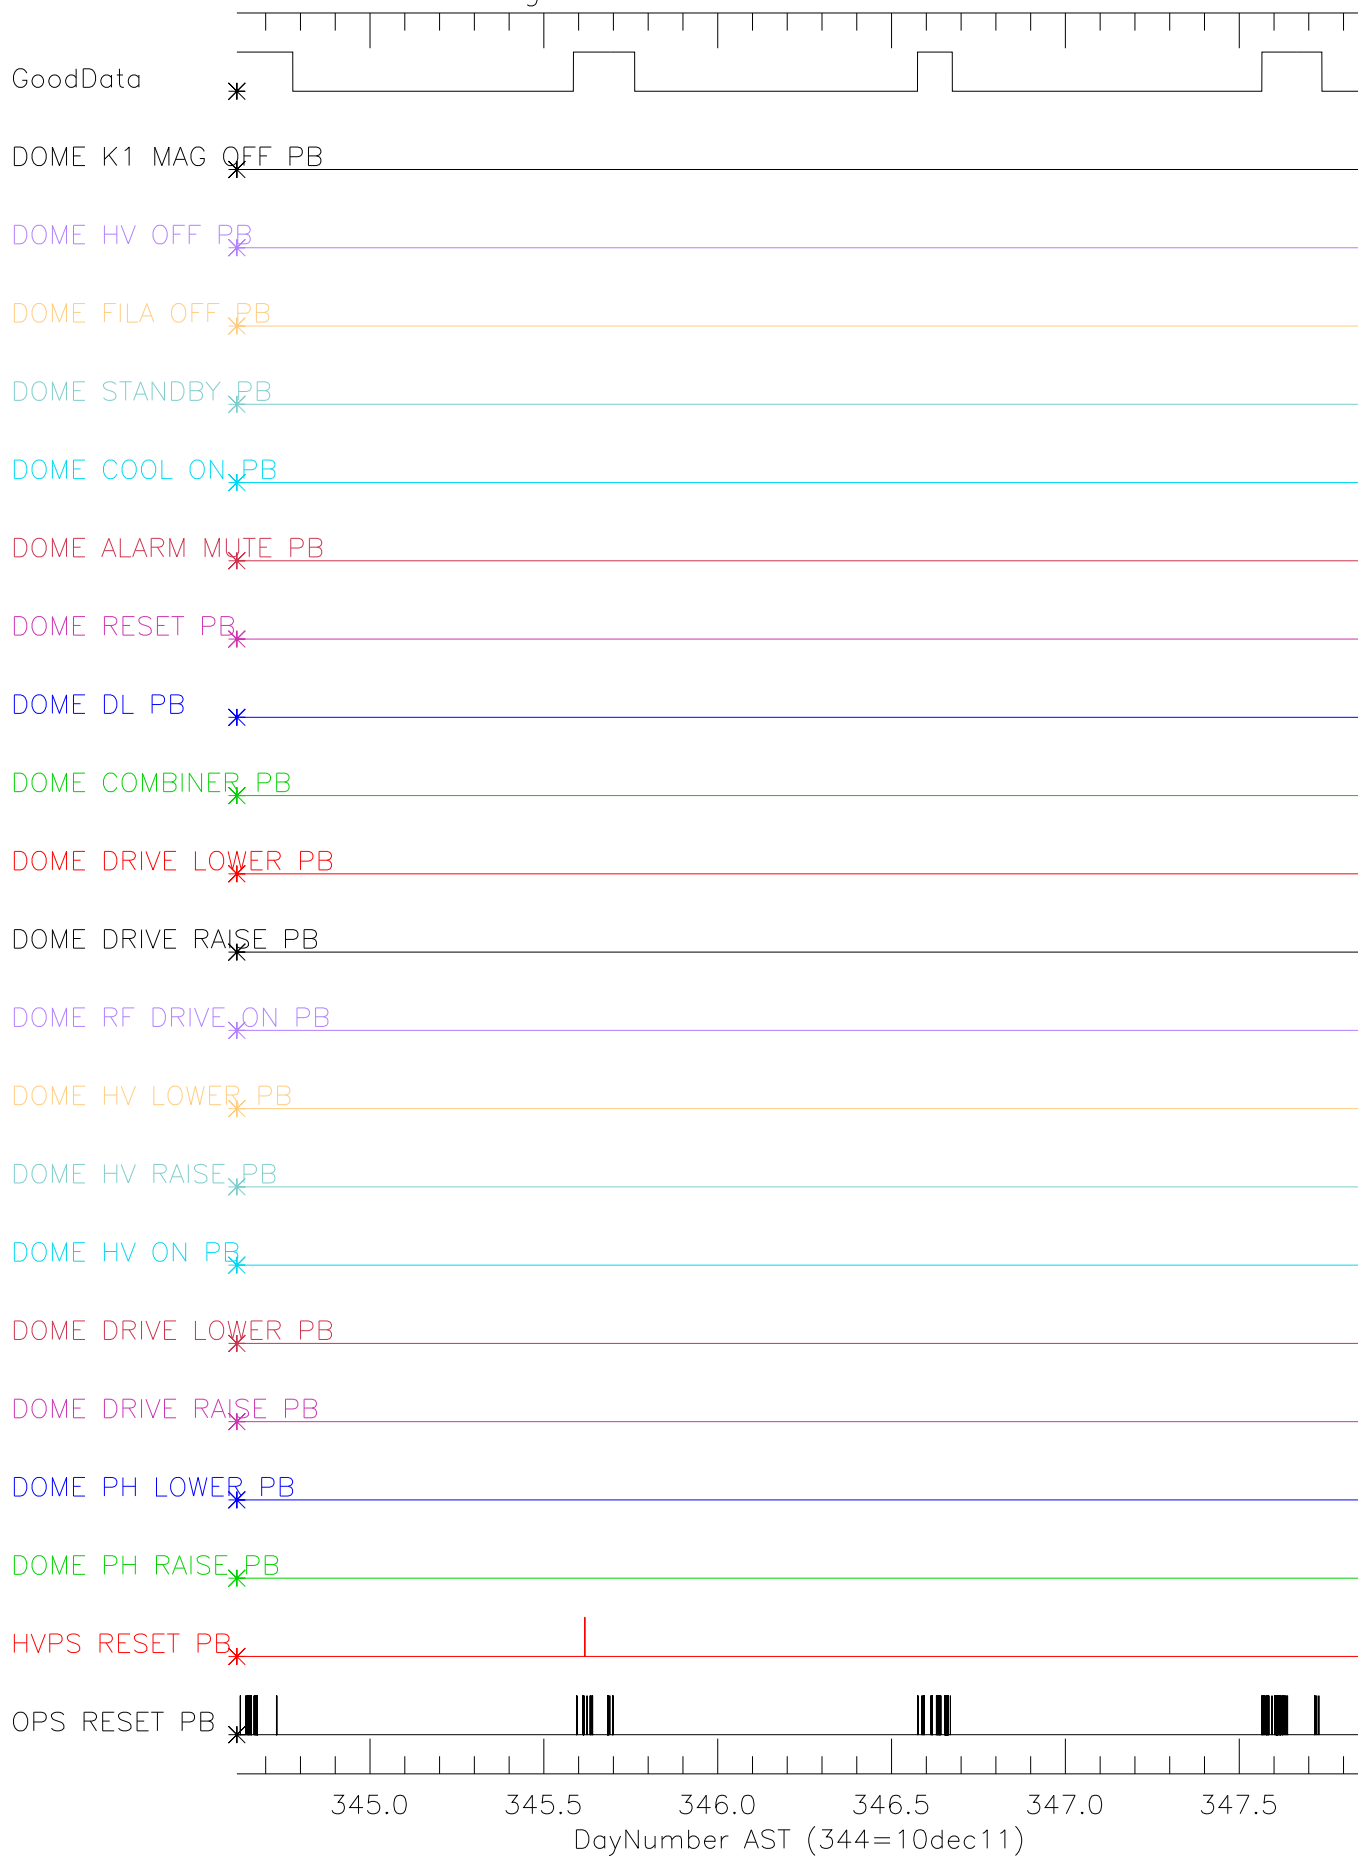 GoodData
DOME K1 MAG OFF PB
DOME HV OFF PB
DOME FILA OFF PB
DOME STANDBY PB
DOME COOL ON PB
DOME ALARM MUTE PB
DOME RESET PB
DOME DL PB
DOME COMBINER PB
DOME DRIVE LOWER PB
DOME DRIVE RAISE PB
DOME RF DRIVE ON PB
DOME HV LOWER PB
DOME HV RAISE PB
DOME HV ON PB
DOME DRIVE LOWER PB
DOME DRIVE RAISE PB
DOME PH LOWER PB
DOME PH RAISE PB
HVPS RESET PB
OPS RESET PB
345.0 345.5 346.0 346.5 347.0 347.5
DayNumber AST (344=10dec11)